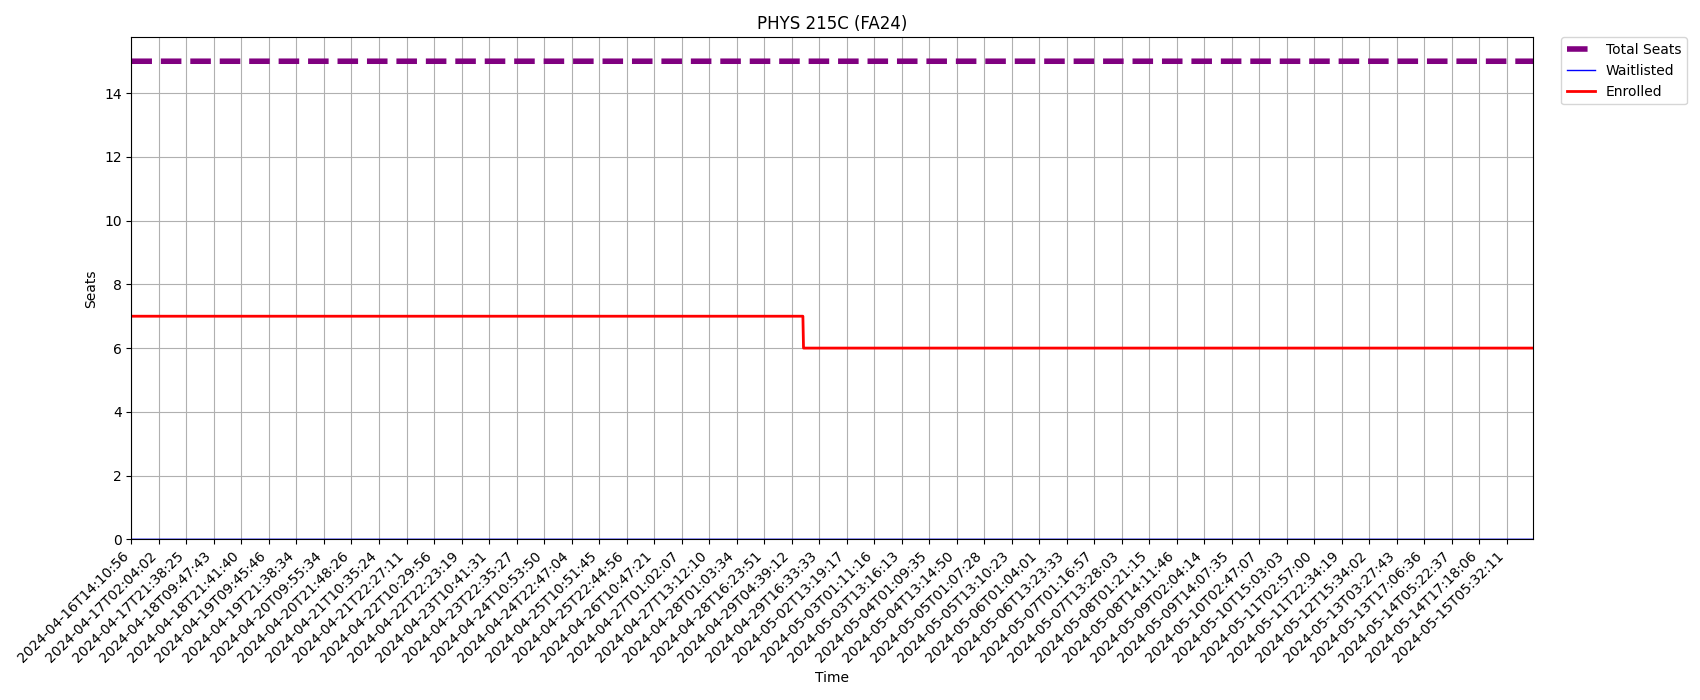 PHYS 215C (FA24)
Total Seats
Waitlisted
Enrolled
Seats
14
12
10
8
6
4
2
0
2024-04-16T14:10:56
2024-04-17T02:04:02
2024-04-17T21:38:25
2024-04-18T09:47:43
2024-04-18T21:41:40
2024-04-19T09:45:46
2024-04-19T21:38:34
2024-04-20T09:55:34
2024-04-20T21:48:26
2024-04-21T10:35:24
2024-04-21T22:27:11
2024-04-22T10:29:56
2024-04-22T22:23:19
2024-04-23T10:41:31
2024-04-23T22:35:27
2024-04-24T10:53:50
2024-04-24T22:47:04
2024-04-25T10:51:45
2024-04-25T22:44:56
2024-04-26T10:47:21
2024-04-27T01:02:07
2024-04-27T13:12:10
2024-04-28T01:03:34
2024-04-28T16:23:51
2024-04-29T04:39:12
2024-04-29T16:33:33
2024-05-02T13:19:17
2024-05-03T01:11:16
2024-05-03T13:16:13
2024-05-04T01:09:35
2024-05-04T13:14:50
2024-05-05T01:07:28
2024-05-05T13:10:23
2024-05-06T01:04:01
2024-05-06T13:23:33
2024-05-07T01:16:57
2024-05-07T13:28:03
2024-05-08T01:21:15
2024-05-08T14:11:46
2024-05-09T02:04:14
2024-05-09T14:07:35
2024-05-10T02:47:07
2024-05-10T15:03:03
2024-05-11T02:57:00
2024-05-11T22:34:19
2024-05-12T15:34:02
2024-05-13T03:27:43
2024-05-13T17:06:36
2024-05-14T05:22:37
2024-05-14T17:18:06
2024-05-15T05:32:11
Time